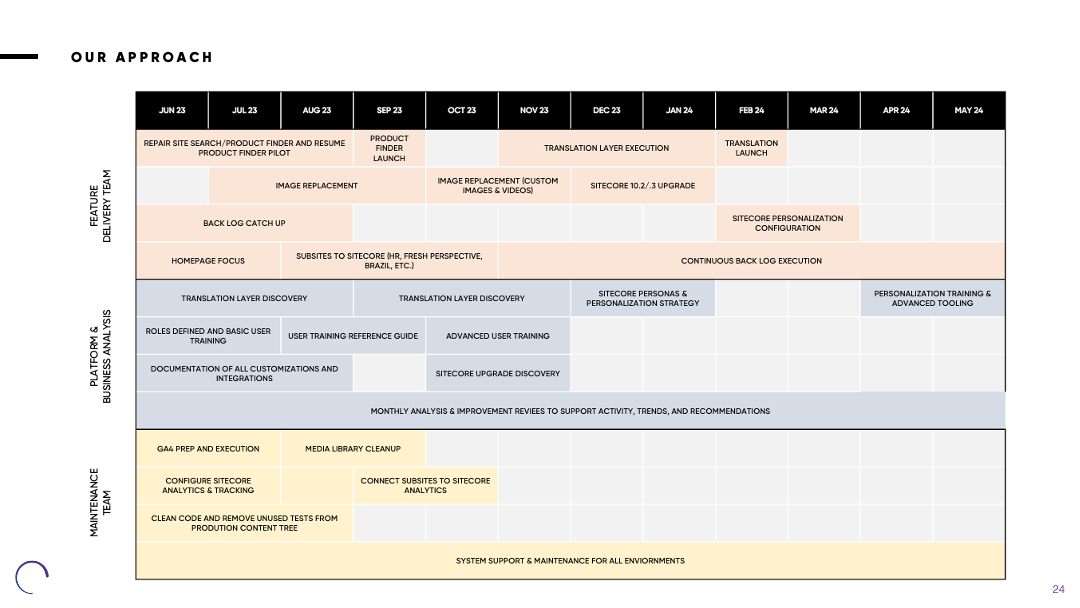 OUR APPROACH
JUN 23 JUL 23 AUG 23 SEP 23 OCT 23 NOV 23 DEC 23 JAN 24 FEB 24 MAR 24 APR 24 MAY 24
FEATURE
DELIVERY TEAM
REPAIR SITE SEARCH/PRODUCT FINDER AND RESUME
PRODUCT FINDER PILOT
PRODUCT
FINDER
LAUNCH
TRANSLATION LAYER EXECUTION
TRANSLATION
LAUNCH
IMAGE REPLACEMENT
IMAGE REPLACEMENT (CUSTOM
IMAGES & VIDEOS)
SITECORE 10.2/.3 UPGRADE
BACK LOG CATCH UP
SITECORE PERSONALIZATION
CONFIGURATION
HOMEPAGE FOCUS
SUBSITES TO SITECORE (HR, FRESH PERSPECTIVE,
BRAZIL, ETC.)
CONTINUOUS BACK LOG EXECUTION
PLATFORM &
BUSINESS ANALYSIS
TRANSLATION LAYER DISCOVERY
TRANSLATION LAYER DISCOVERY
SITECORE PERSONAS &
PERSONALIZATION STRATEGY
PERSONALIZATION TRAINING &
ADVANCED TOOLING
ROLES DEFINED AND BASIC USER
TRAINING
USER TRAINING REFERENCE GUIDE
ADVANCED USER TRAINING
DOCUMENTATION OF ALL CUSTOMIZATIONS AND
INTEGRATIONS
SITECORE UPGRADE DISCOVERY
MONTHLY ANALYSIS & IMPROVEMENT REVIEES TO SUPPORT ACTIVITY, TRENDS, AND RECOMMENDATIONS
MAINTENANCE
TEAM
GA4 PREP AND EXECUTION
MEDIA LIBRARY CLEANUP
CONFIGURE SITECORE
ANALYTICS & TRACKING
CONNECT SUBSITES TO SITECORE
ANALYTICS
CLEAN CODE AND REMOVE UNUSED TESTS FROM
PRODUTION CONTENT TREE
SYSTEM SUPPORT & MAINTENANCE FOR ALL ENVIORNMENTS
24